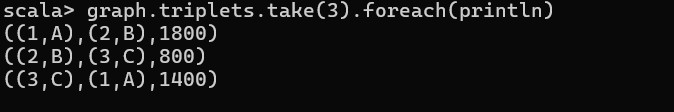 scala> graph.triplets.take(3).foreach(println)
((1,A),(2,B),1800)
((2,B),(3,C),800)
((3,C),(1,A),1400)